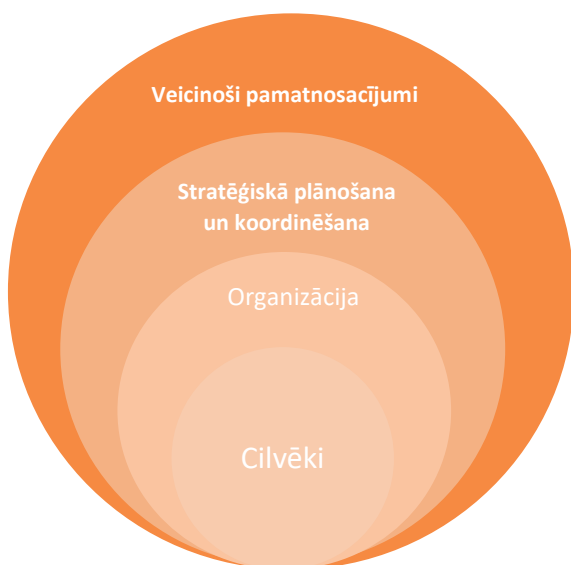 Veicinoši pamatnosacījumi
Stratēģiskā plānošana
un koordinēšana
Organizācija
Cilvēki